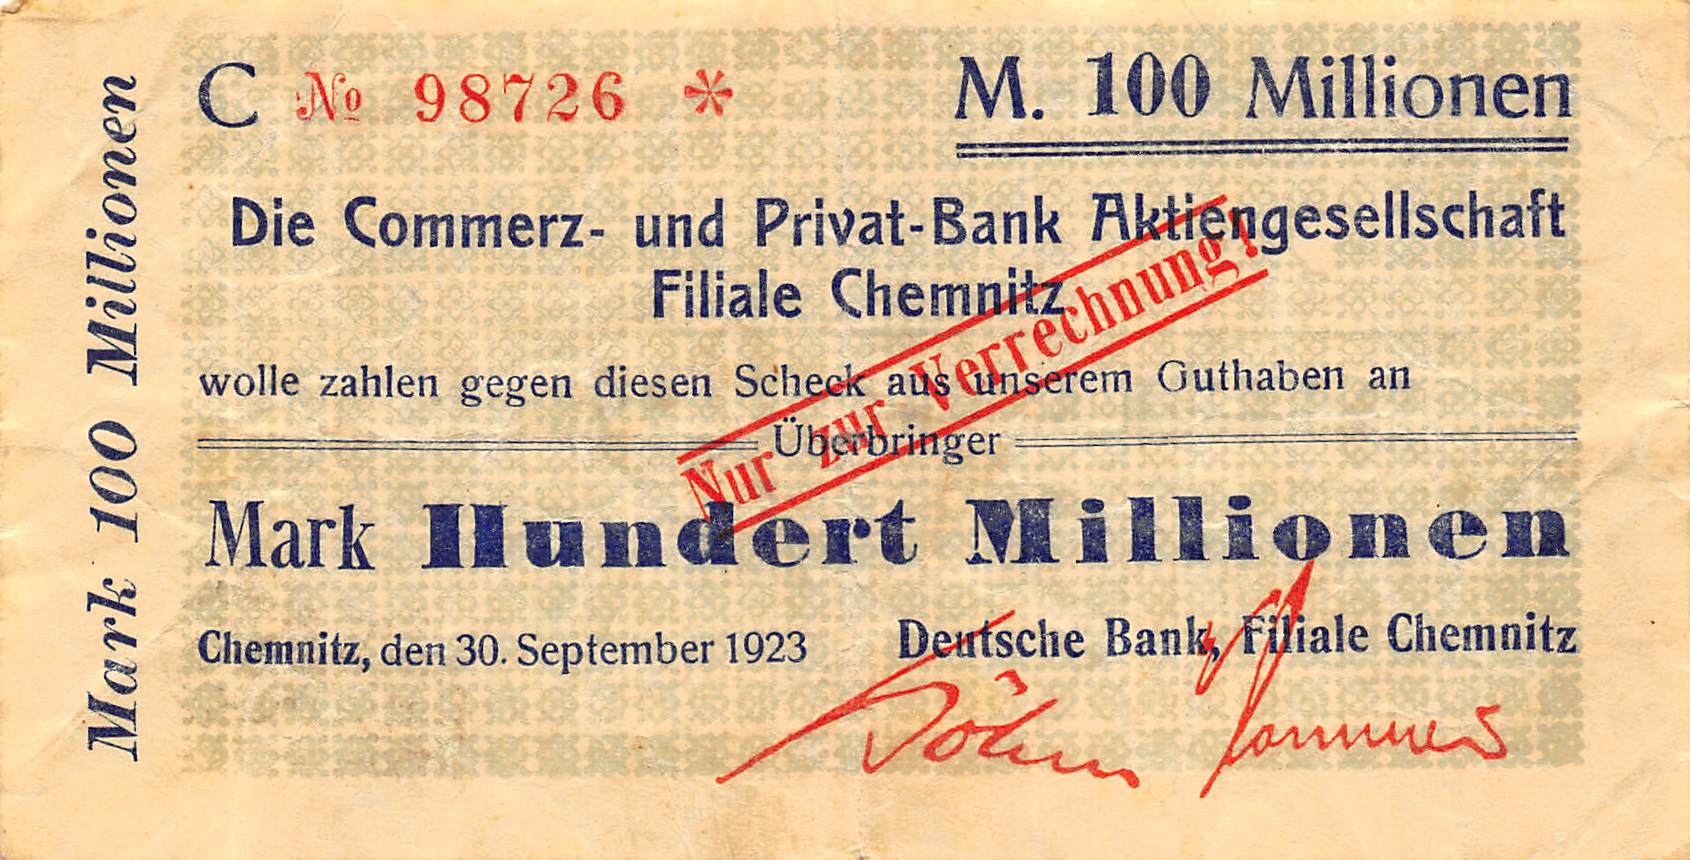 C № 98726 *
M. 100 Millionen
Mark 100 Millionen
Die Commerz- und Privat-Bank Aktiengesellschaft
Filiale Chemnitz
Nur zur Verrechnung!
wolle zahlen gegen diesen Scheck aus unserem Guthaben an
Überbringer
Mark Hundert Millionen
Chemnitz, den 30. September 1923
Deutsche Bank, Filiale Chemnitz